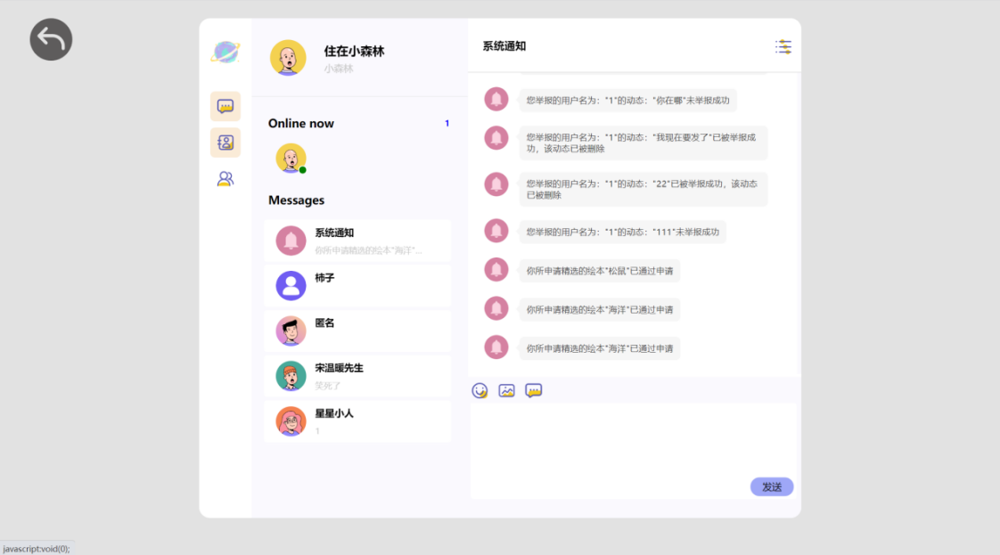 住在小森林
小森林
Online now
1
Messages
系统通知
你所申请精选的绘本"海洋"...
柿子
匿名
宋温暖先生
笑死了
星星小人
1
系统通知
您举报的用户名为："1"的动态："你在哪"未举报成功
您举报的用户名为："1"的动态："我现在要发了"已被举报成
功，该动态已被删除
您举报的用户名为："1"的动态："22"已被举报成功，该动态
已被删除
您举报的用户名为："1"的动态："111"未举报成功
你所申请精选的绘本"松鼠"已通过申请
你所申请精选的绘本"海洋"已通过申请
你所申请精选的绘本"海洋"已通过申请
发送
javascript:void(0);